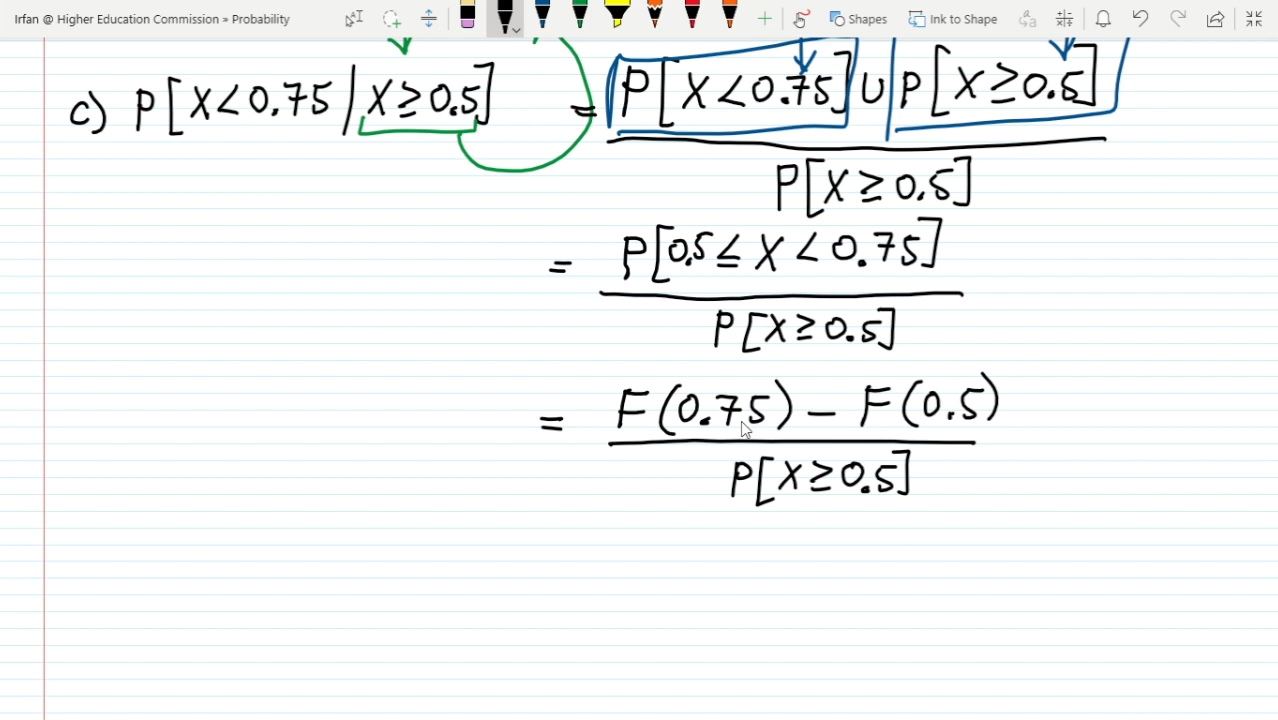 Irfan @ Higher Education Commission » Probability
Shapes
Ink to Shape
c) P[X<0.75|X≥0.5] = P[X<0.75] ∪ P[X≥0.5]
P[X≥0.5]
= P[0.5≤X<0.75]
P[X≥0.5]
= F(0.75) – F(0.5)
P[X≥0.5]